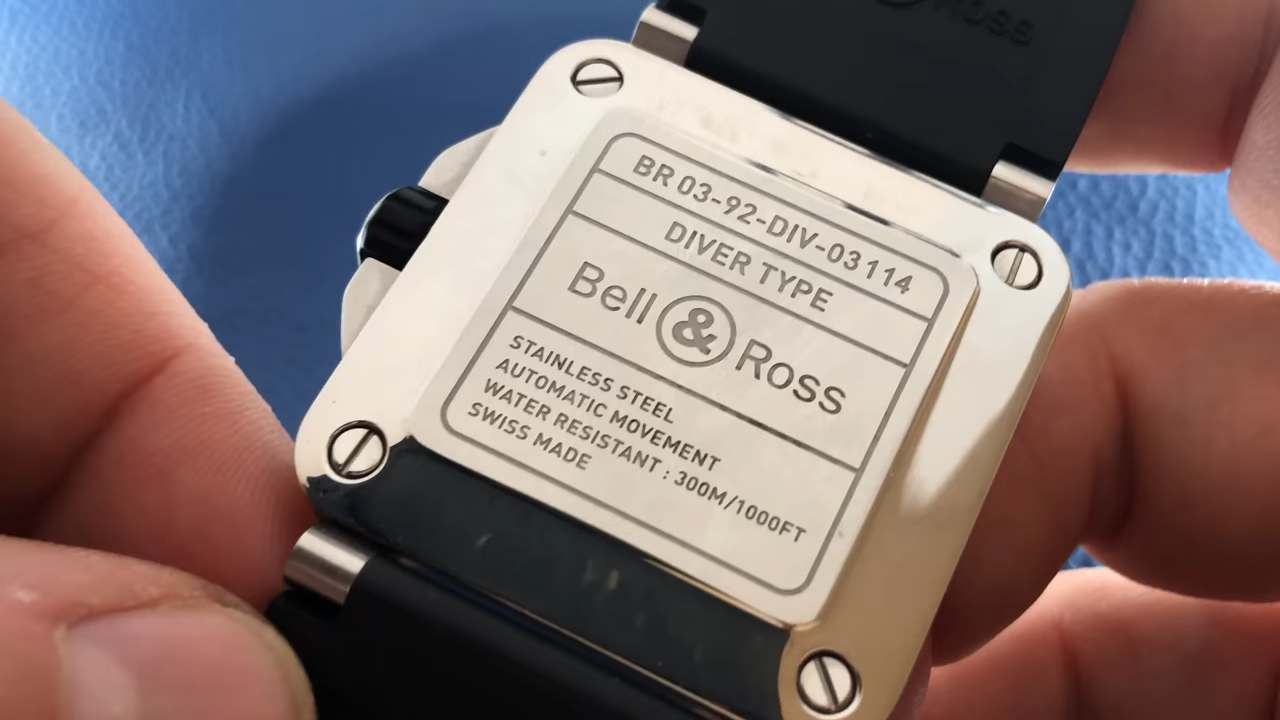 Ross
BR 03-92-DIV-03114
DIVER TYPE
Bell & Ross
STAINLESS STEEL
AUTOMATIC MOVEMENT
WATER RESISTANT : 300M/1000FT
SWISS MADE